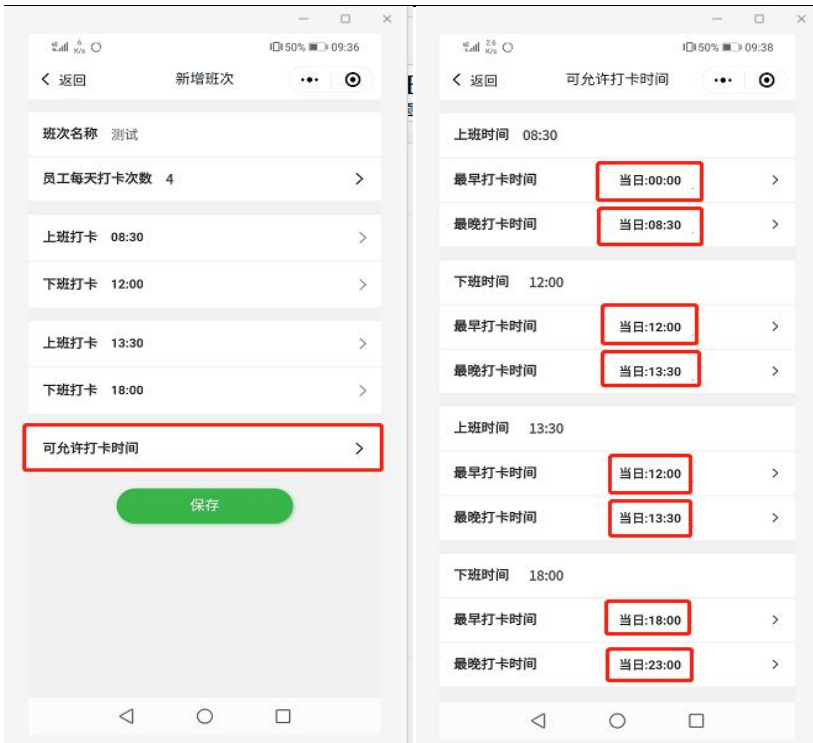 6 K/s
50% 09:36
返回 新增班次
班次名称 测试
员工每天打卡次数 4
上班打卡 08:30
下班打卡 12:00
上班打卡 13:30
下班打卡 18:00
可允许打卡时间
保存
26 K/s
50% 09:38
返回 可允许打卡时间
上班时间 08:30
最早打卡时间 当日:00:00
最晚打卡时间 当日:08:30
下班时间 12:00
最早打卡时间 当日:12:00
最晚打卡时间 当日:13:30
上班时间 13:30
最早打卡时间 当日:12:00
最晚打卡时间 当日:13:30
下班时间 18:00
最早打卡时间 当日:18:00
最晚打卡时间 当日:23:00